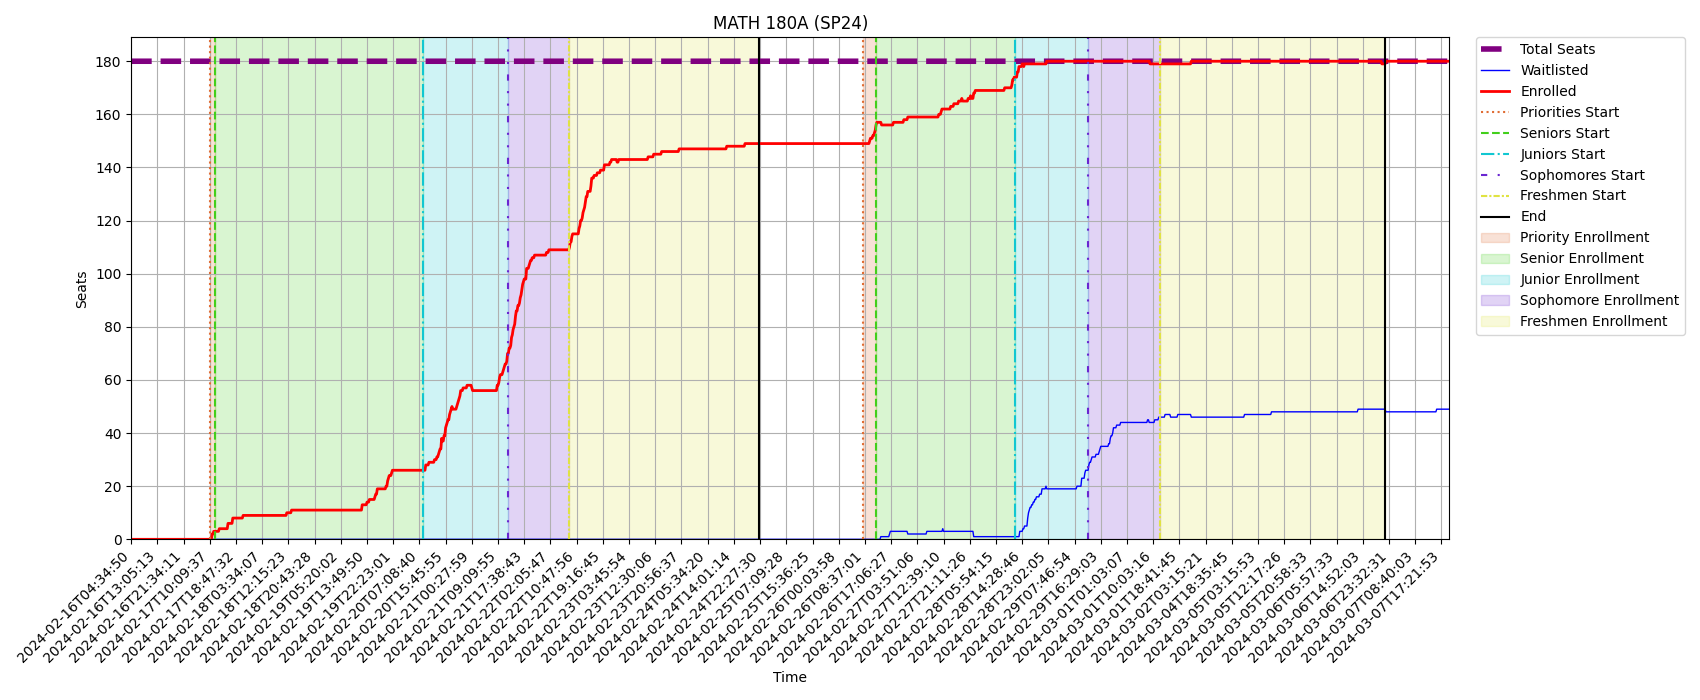 MATH 180A (SP24)
Seats
180
160
140
120
100
80
60
40
20
0
2024-02-16T04:34:50
2024-02-16T13:05:13
2024-02-16T21:34:11
2024-02-17T10:09:37
2024-02-17T18:47:32
2024-02-18T03:34:07
2024-02-18T12:15:23
2024-02-18T20:43:28
2024-02-19T05:20:02
2024-02-19T13:49:50
2024-02-19T22:23:01
2024-02-20T07:08:40
2024-02-20T15:45:55
2024-02-21T00:27:59
2024-02-21T09:09:55
2024-02-21T17:38:43
2024-02-22T02:05:47
2024-02-22T10:47:56
2024-02-22T19:16:45
2024-02-23T03:45:54
2024-02-23T12:30:06
2024-02-23T20:56:37
2024-02-24T05:34:20
2024-02-24T14:01:14
2024-02-24T22:27:30
2024-02-25T07:09:28
2024-02-25T15:36:25
2024-02-26T00:03:58
2024-02-26T08:37:01
2024-02-26T17:06:27
2024-02-27T03:51:06
2024-02-27T12:39:10
2024-02-27T21:11:26
2024-02-28T05:54:15
2024-02-28T14:28:46
2024-02-28T23:02:05
2024-02-29T07:46:54
2024-02-29T16:29:03
2024-03-01T01:03:07
2024-03-01T10:03:16
2024-03-01T18:41:45
2024-03-02T03:15:21
2024-03-04T18:35:45
2024-03-05T03:15:53
2024-03-05T12:17:26
2024-03-05T20:58:33
2024-03-06T05:57:33
2024-03-06T14:52:03
2024-03-06T23:32:31
2024-03-07T08:40:03
2024-03-07T17:21:53
Time
Total Seats
Waitlisted
Enrolled
Priorities Start
Seniors Start
Juniors Start
Sophomores Start
Freshmen Start
End
Priority Enrollment
Senior Enrollment
Junior Enrollment
Sophomore Enrollment
Freshmen Enrollment